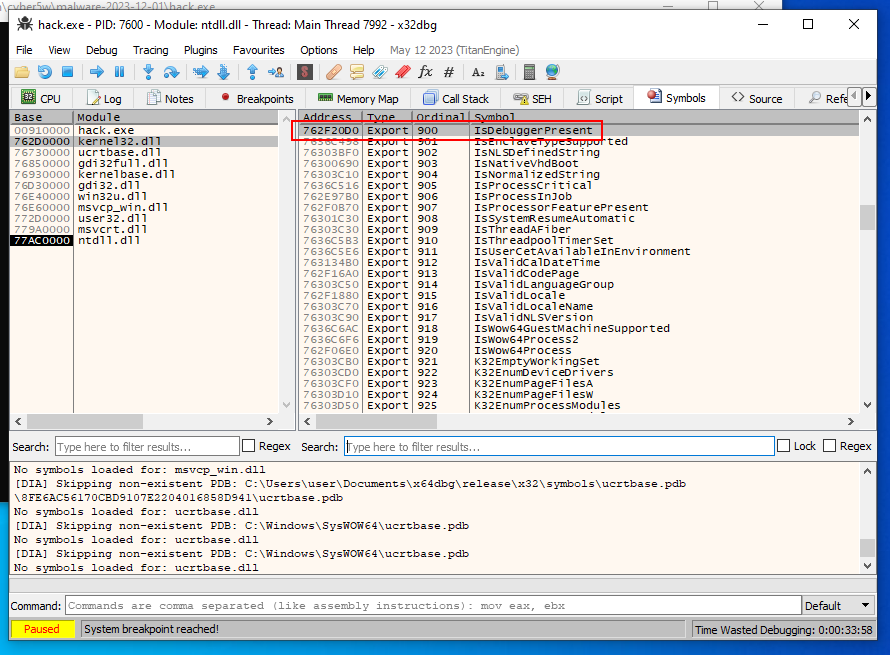 \cyber5w\malware-2023-12-01\hack.exe
hack.exe - PID: 7600 - Module: ntdll.dll - Thread: Main Thread 7992 - x32dbg
File View Debug Tracing Plugins Favourites Options Help May 12 2023 (TitanEngine)
CPU Log Notes Breakpoints Memory Map Call Stack SEH Script Symbols Source Refe
Base Module
00910000 hack.exe
762D0000 kernel32.dll
76730000 ucrtbase.dll
76850000 gdi32full.dll
76930000 kernelbase.dll
76D30000 gdi32.dll
76E40000 win32u.dll
76E60000 msvcp_win.dll
772D0000 user32.dll
779A0000 msvcrt.dll
77AC0000 ntdll.dll
Address Type Ordinal Symbol
762F20D0 Export 900 IsDebuggerPresent
7636C498 Export 901 IsEnclaveTypeSupported
76303BF0 Export 902 IsNLSDefinedString
76300690 Export 903 IsNativeVhdBoot
76303C10 Export 904 IsNormalizedString
7636C516 Export 905 IsProcessCritical
762E97B0 Export 906 IsProcessInJob
762F0B70 Export 907 IsProcessorFeaturePresent
76301C30 Export 908 IsSystemResumeAutomatic
76303C30 Export 909 IsThreadAFiber
7636C5B3 Export 910 IsThreadpoolTimerSet
7636C5E6 Export 911 IsUserCetAvailableInEnvironment
763134B0 Export 912 IsValidCalDateTime
762F16A0 Export 913 IsValidCodePage
76303C50 Export 914 IsValidLanguageGroup
762F1880 Export 915 IsValidLocale
76303C70 Export 916 IsValidLocaleName
76303C90 Export 917 IsValidNLSVersion
7636C6AC Export 918 IsWow64GuestMachineSupported
7636C6F6 Export 919 IsWow64Process2
762F06E0 Export 920 IsWow64Process
76303CB0 Export 921 K32EmptyWorkingSet
76303CD0 Export 922 K32EnumDeviceDrivers
76303CF0 Export 923 K32EnumPageFilesA
76303D10 Export 924 K32EnumPageFilesW
76303D50 Export 925 K32EnumProcessModules
Search: Type here to filter results... Regex Search: Type here to filter results... Lock Regex
No symbols loaded for: msvcp_win.dll
[DIA] Skipping non-existent PDB: C:\Users\user\Documents\x64dbg\release\x32\symbols\ucrtbase.pdb
\8FE6AC56170CBD9107E2204016858D941\ucrtbase.pdb
No symbols loaded for: ucrtbase.dll
[DIA] Skipping non-existent PDB: C:\Windows\SysWOW64\ucrtbase.pdb
No symbols loaded for: ucrtbase.dll
[DIA] Skipping non-existent PDB: C:\Windows\SysWOW64\ucrtbase.pdb
No symbols loaded for: ucrtbase.dll
Command: Commands are comma separated (like assembly instructions): mov eax, ebx Default
Paused System breakpoint reached! Time Wasted Debugging: 0:00:33:58